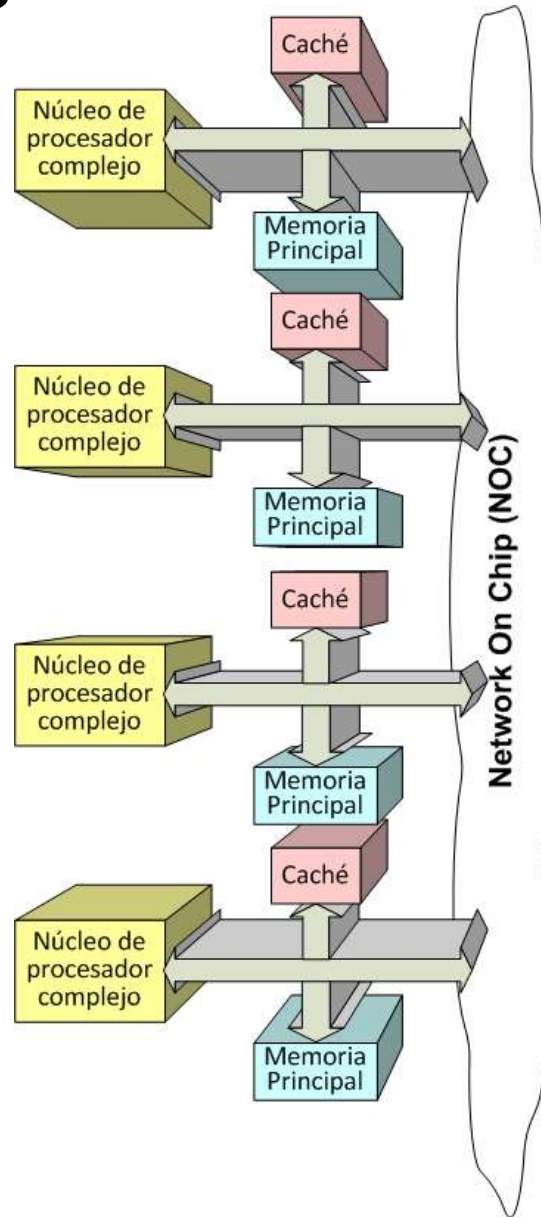 Caché
Núcleo de
procesador
complejo
Memoria
Principal
Caché
Núcleo de
procesador
complejo
Memoria
Principal
Caché
Núcleo de
procesador
complejo
Memoria
Principal
Caché
Núcleo de
procesador
complejo
Memoria
Principal
Network On Chip (NOC)